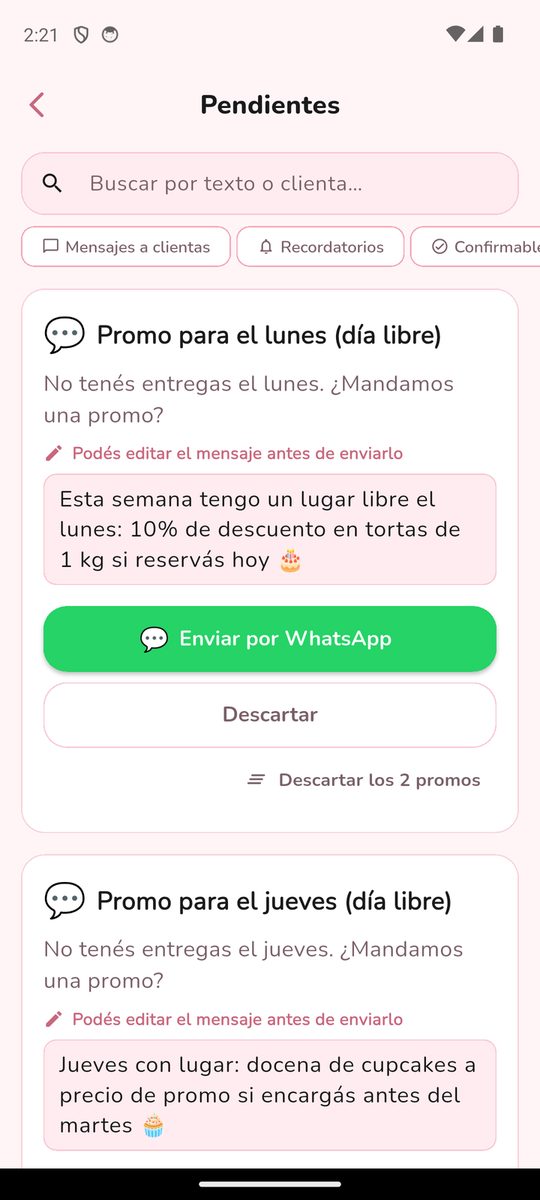 2:21
Pendientes
Buscar por texto o clienta...
Mensajes a clientas
Recordatorios
Confirmable
Promo para el lunes (día libre)
No tenés entregas el lunes. ¿Mandamos
una promo?
Podés editar el mensaje antes de enviarlo
Esta semana tengo un lugar libre el
lunes: 10% de descuento en tortas de
1 kg si reservás hoy 🎂
Enviar por WhatsApp
Descartar
Descartar los 2 promos
Promo para el jueves (día libre)
No tenés entregas el jueves. ¿Mandamos
una promo?
Podés editar el mensaje antes de enviarlo
Jueves con lugar: docena de cupcakes a
precio de promo si encargás antes del
martes 🧁